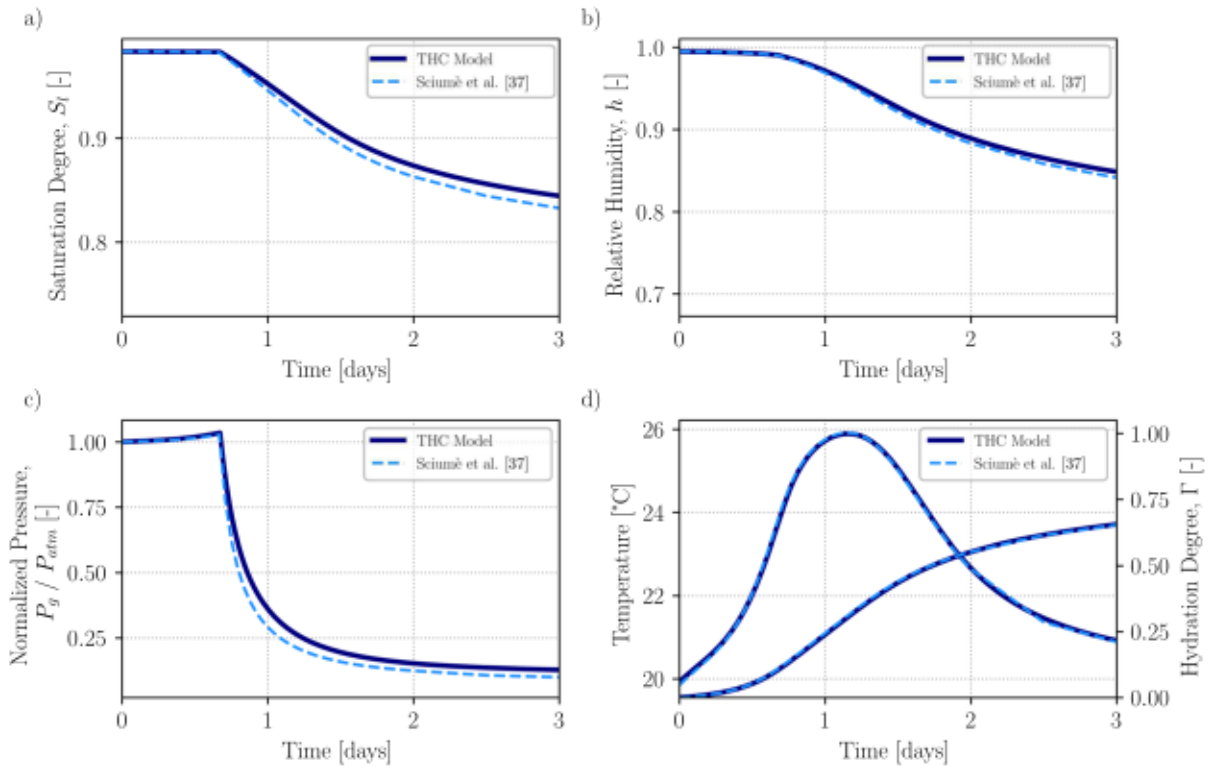 a)
Saturation Degree, S_l [-]
0.9
0.8
THC Model
Sciumè et al. [37]
0
1
2
3
Time [days]
b)
Relative Humidity, h [-]
1.0
0.9
0.8
0.7
THC Model
Sciumè et al. [37]
0
1
2
3
Time [days]
c)
Normalized Pressure,
P_g / P_atm [-]
1.00
0.75
0.50
0.25
THC Model
Sciumè et al. [37]
0
1
2
3
Time [days]
d)
Temperature [°C]
26
24
22
20
THC Model
Sciumè et al. [37]
1.00
0.75
0.50
0.25
0.00
Hydration Degree, Γ [-]
0
1
2
3
Time [days]